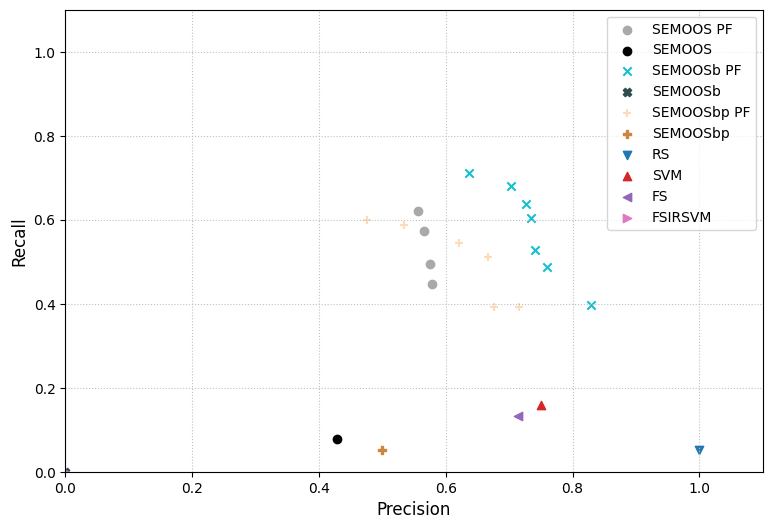 1.0
0.8
0.6
0.4
0.2
0.0
Recall
0.0 0.2 0.4 0.6 0.8 1.0
Precision
SEMOOS PF
SEMOOS
SEMOOSb PF
SEMOOSb
SEMOOSbp PF
SEMOOSbp
RS
SVM
FS
FSIRSVM